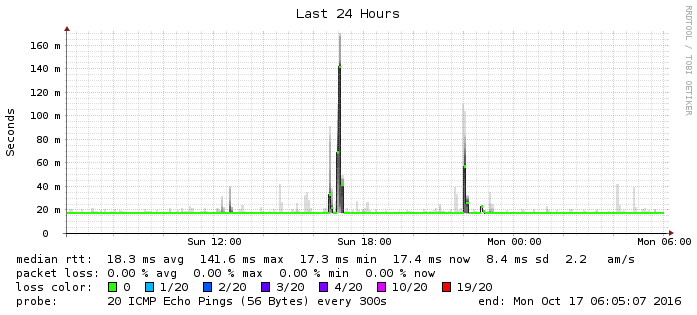 Last 24 Hours
RRDTOOL / TOBI OETIKER
Seconds
160 m
140 m
120 m
100 m
80 m
60 m
40 m
20 m
0
Sun 12:00 Sun 18:00 Mon 00:00 Mon 06:00
median rtt: 18.3 ms avg 141.6 ms max 17.3 ms min 17.4 ms now 8.4 ms sd 2.2 am/s
packet loss: 0.00 % avg 0.00 % max 0.00 % min 0.00 % now
loss color: 0 1/20 2/20 3/20 4/20 10/20 19/20
probe: 20 ICMP Echo Pings (56 Bytes) every 300s end: Mon Oct 17 06:05:07 2016